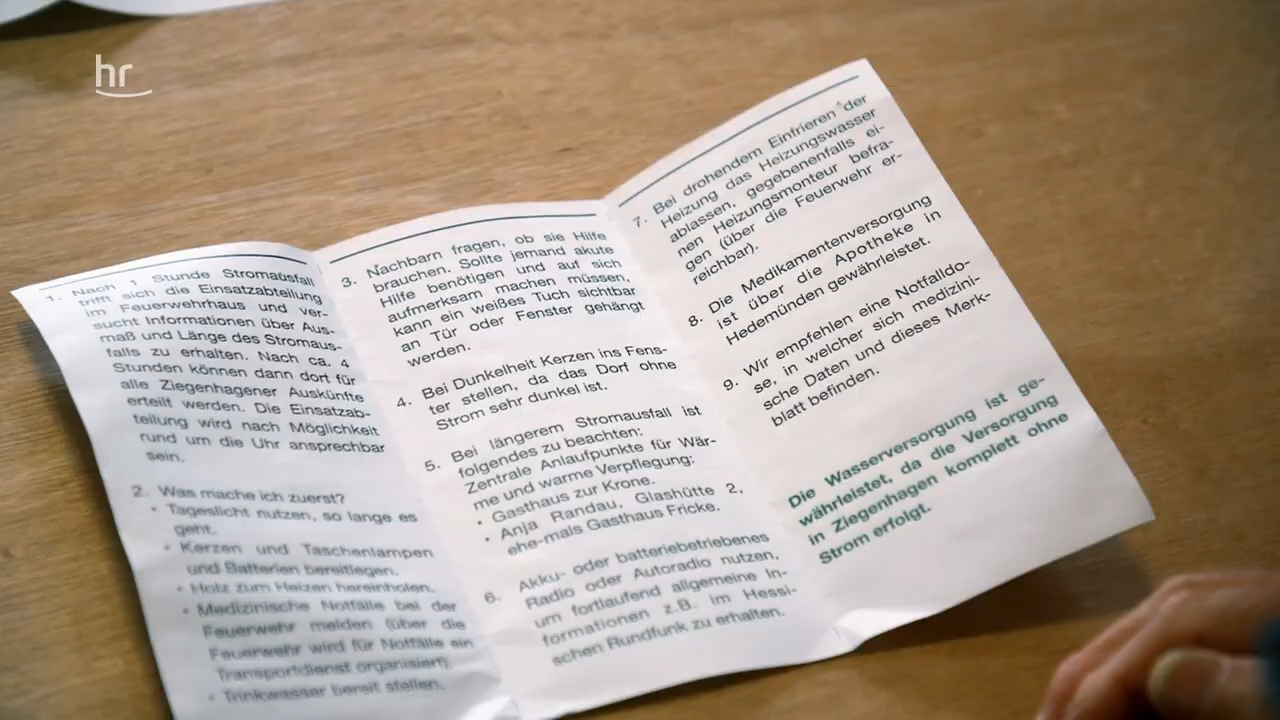 hr
1. Nach 1 Stunde Stromausfall
trifft sich die Einsatzabteilung
im Feuerwehrhaus und ver-
sucht Informationen über Aus-
maß und Länge des Stromaus-
falls zu erhalten. Nach ca. 4
Stunden können dann dort für
alle Ziegenhagener Auskünfte
erteilt werden. Die Einsatzab-
teilung wird nach Möglichkeit
rund um die Uhr ansprechbar
sein.
2. Was mache ich zuerst?
• Tageslicht nutzen, so lange es
geht.
• Kerzen und Taschenlampen
und Batterien bereitlegen.
• Holz zum Heizen hereinholen.
• Medizinische Notfälle bei der
Feuerwehr melden (über die
Feuerwehr wird für Notfälle ein
Transportdienst organisiert)
• Trinkwasser bereit stellen.
3. Nachbarn fragen, ob sie Hilfe
brauchen. Sollte jemand akute
Hilfe benötigen und auf sich
aufmerksam machen müssen,
kann ein weißes Tuch sichtbar
an Tür oder Fenster gehängt
werden.
4. Bei Dunkelheit Kerzen ins Fens-
ter stellen, da das Dorf ohne
Strom sehr dunkel ist.
5. Bei längerem Stromausfall ist
folgendes zu beachten:
Zentrale Anlaufpunkte für Wär-
me und warme Verpflegung:
• Gasthaus zur Krone.
• Anja Randau, Glashütte 2,
ehe-mals Gasthaus Fricke.
6. Akku- oder batteriebetriebenes
Radio oder Autoradio nutzen,
um fortlaufend allgemeine In-
formationen z.B. im Hessi-
schen Rundfunk zu erhalten.
7. Bei drohendem Einfrieren der
Heizung das Heizungswasser
ablassen, gegebenenfalls ei-
nen Heizungsmonteur befra-
gen (über die Feuerwehr er-
reichbar).
8. Die Medikamentenversorgung
ist über die Apotheke in
Hedemünden gewährleistet.
9. Wir empfehlen eine Notfalldo-
se, in welcher sich medizini-
sche Daten und dieses Merk-
blatt befinden.
Die Wasserversorgung ist ge-
währleistet, da die Versorgung
in Ziegenhagen komplett ohne
Strom erfolgt.